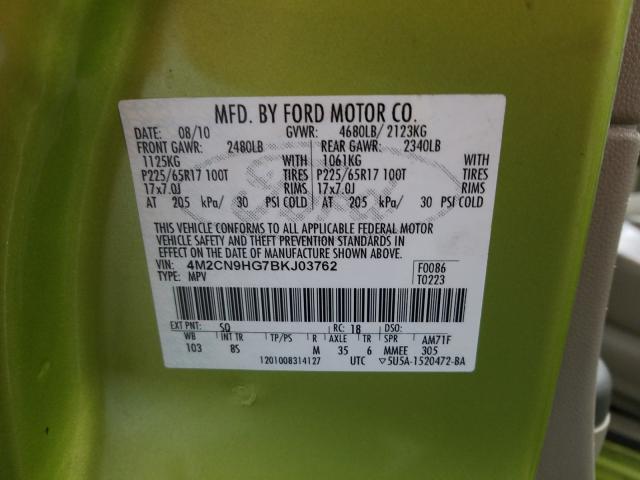 MFD. BY FORD MOTOR CO.
DATE: 08/10 GVWR: 4680LB/ 2123KG
FRONT GAWR: 2480LB REAR GAWR: 2340LB
1125KG WITH 1061KG WITH
P225/65R17 100T TIRES P225/65R17 100T TIRES
17x7.0J RIMS 17x7.0J RIMS
AT 205 kPa/ 30 PSI COLD AT 205 kPa/ 30 PSI COLD
THIS VEHICLE CONFORMS TO ALL APPLICABLE FEDERAL MOTOR
VEHICLE SAFETY AND THEFT PREVENTION STANDARDS IN
EFFECT ON THE DATE OF MANUFACTURE SHOWN ABOVE.
VIN: 4M2CN9HG7BKJ03762 F0086
TYPE: MPV T0223
EXT PNT: SQ RC: 18 DSO:
WB INT TR TP/PS R AXLE TR SPR AM71F
103 8S M 35 6 MMEE 305
1201008314127 UTC ▽5U5A-1520472-BA
Ford